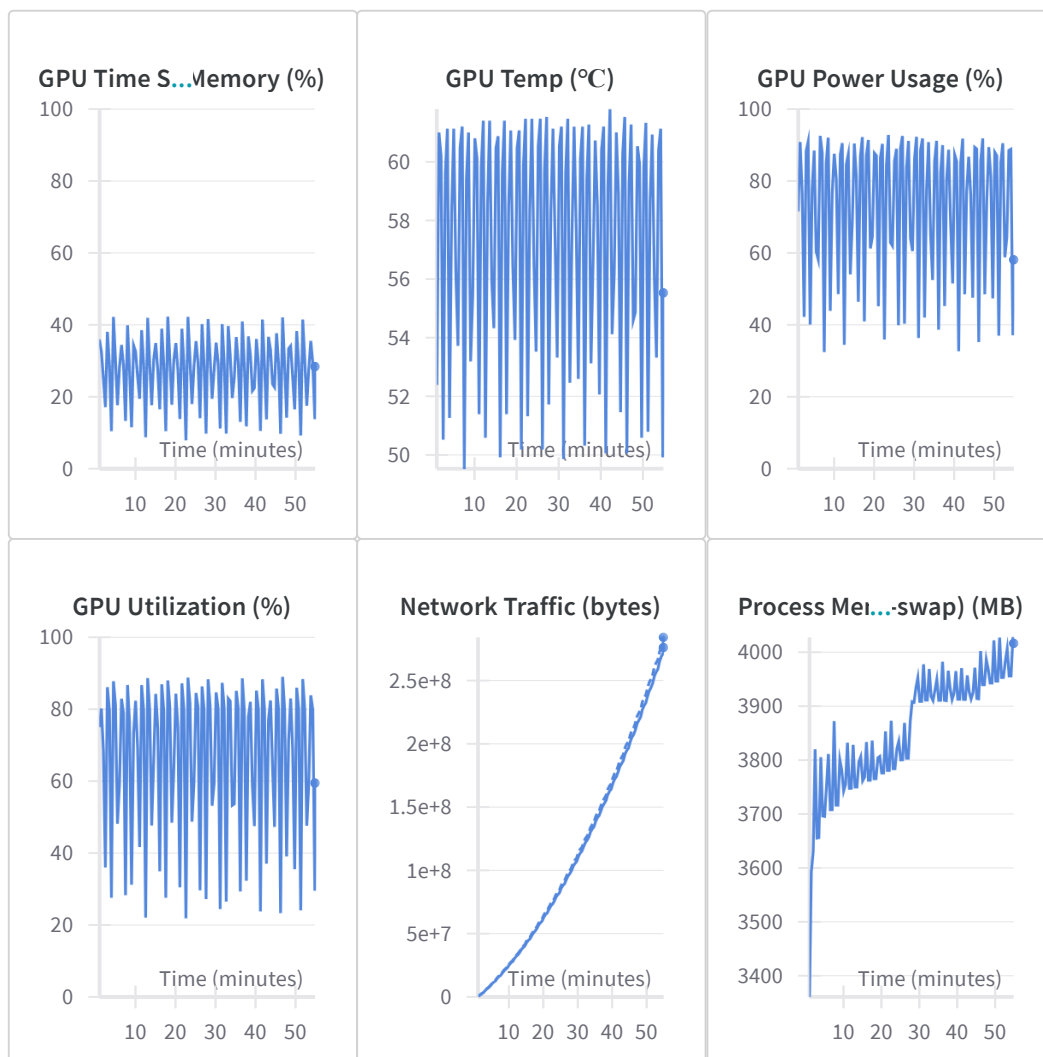 GPU Time S...Memory (%)
100
80
60
40
20
0
Time (minutes)
10 20 30 40 50
GPU Temp (°C)
60
58
56
54
52
50
Time (minutes)
10 20 30 40 50
GPU Power Usage (%)
100
80
60
40
20
0
Time (minutes)
10 20 30 40 50
GPU Utilization (%)
100
80
60
40
20
0
Time (minutes)
10 20 30 40 50
Network Traffic (bytes)
2.5e+8
2e+8
1.5e+8
1e+8
5e+7
0
Time (minutes)
10 20 30 40 50
Process Mem...-swap) (MB)
4000
3900
3800
3700
3600
3500
3400
Time (minutes)
10 20 30 40 50